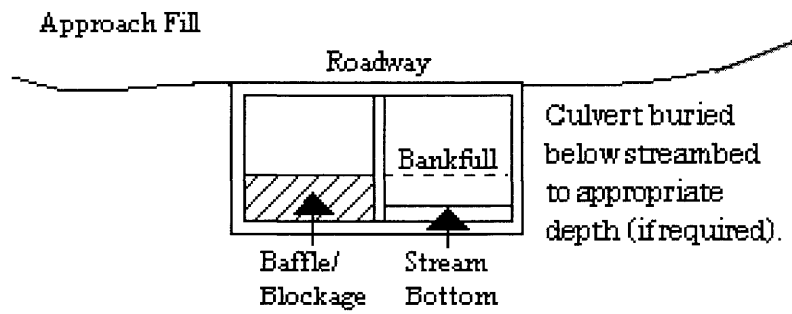 Approach Fill
Roadway
Bankfull
Culvert buried
below streambed
to appropriate
depth (if required).
Baffle/
Blockage
Stream
Bottom